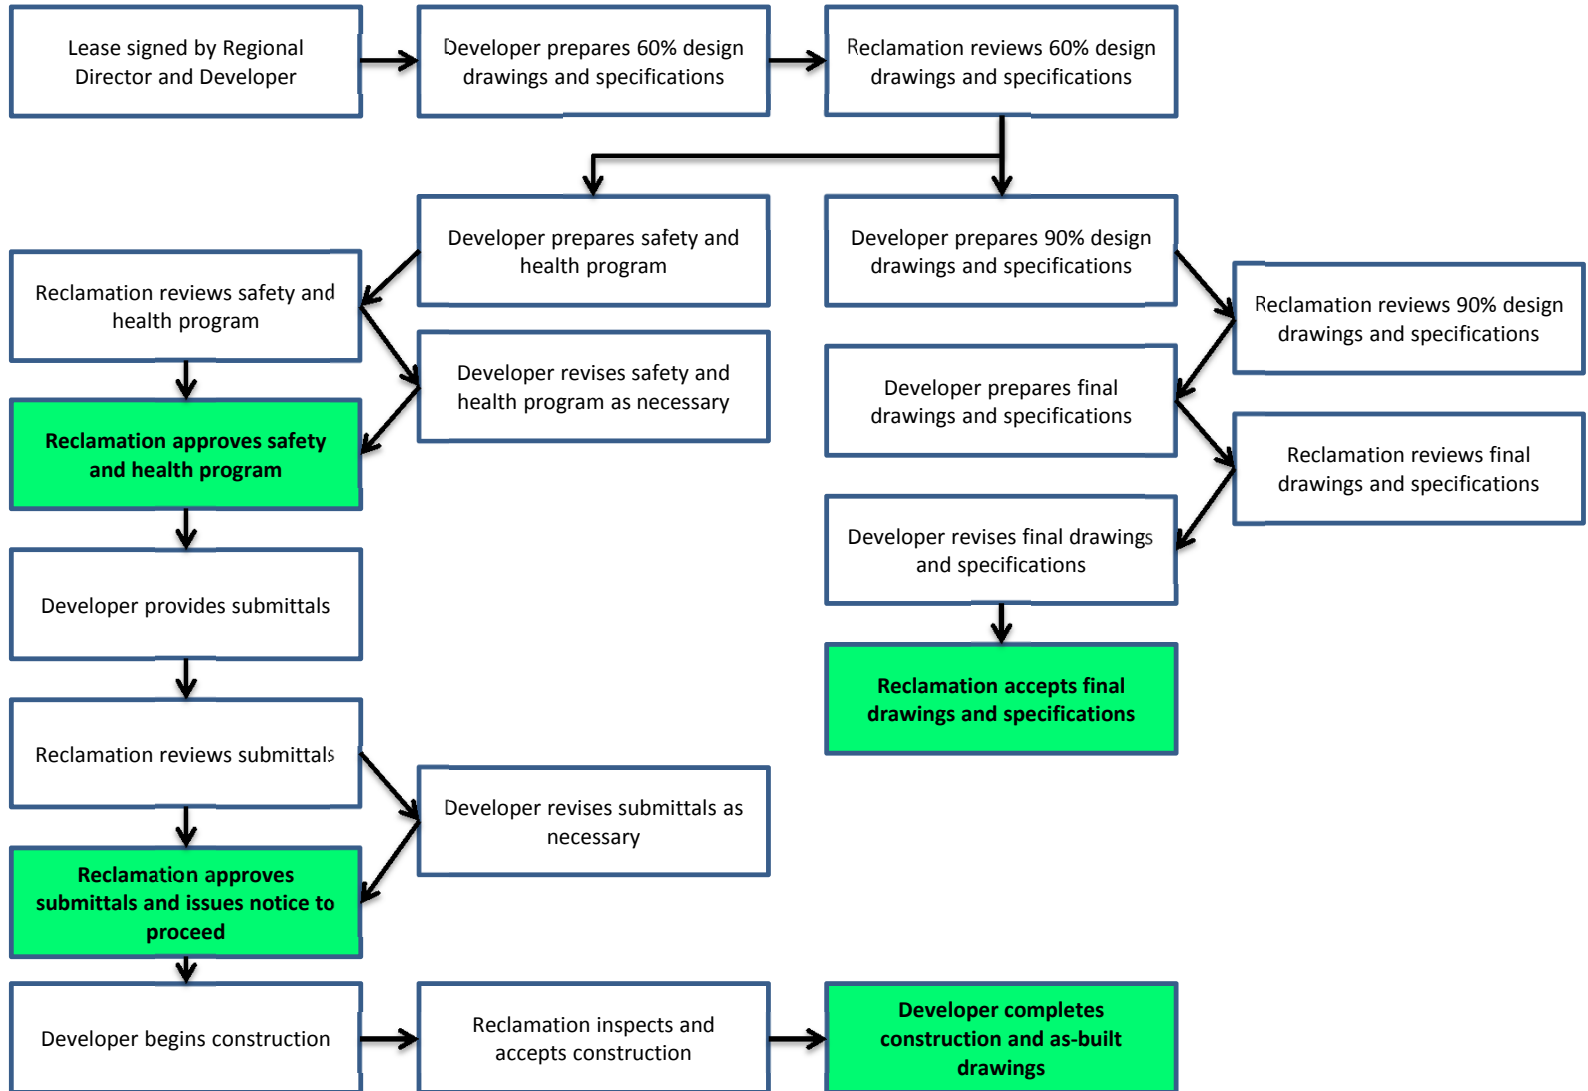 Lease signed by Regional
Director and Developer
Developer prepares 60% design
drawings and specifications
Reclamation reviews 60% design
drawings and specifications
Developer prepares safety and
health program
Developer prepares 90% design
drawings and specifications
Reclamation reviews safety and
health program
Reclamation reviews 90% design
drawings and specifications
Developer revises safety and
health program as necessary
Developer prepares final
drawings and specifications
Reclamation approves safety
and health program
Reclamation reviews final
drawings and specifications
Developer revises final drawings
and specifications
Developer provides submittals
Reclamation accepts final
drawings and specifications
Reclamation reviews submittals
Developer revises submittals as
necessary
Reclamation approves
submittals and issues notice to
proceed
Developer begins construction
Reclamation inspects and
accepts construction
Developer completes
construction and as-built
drawings